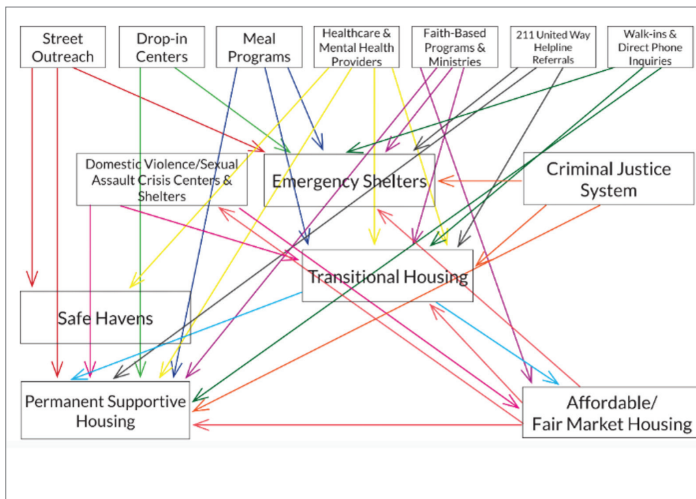 Street
Outreach
Drop-in
Centers
Meal
Programs
Healthcare &
Mental Health
Providers
Faith-Based
Programs &
Ministries
211 United Way
Helpline
Referrals
Walk-ins &
Direct Phone
Inquiries
Domestic Violence/Sexual
Assault Crisis Centers &
Shelters
Emergency Shelters
Criminal Justice
System
Transitional Housing
Safe Havens
Permanent Supportive
Housing
Affordable/
Fair Market Housing